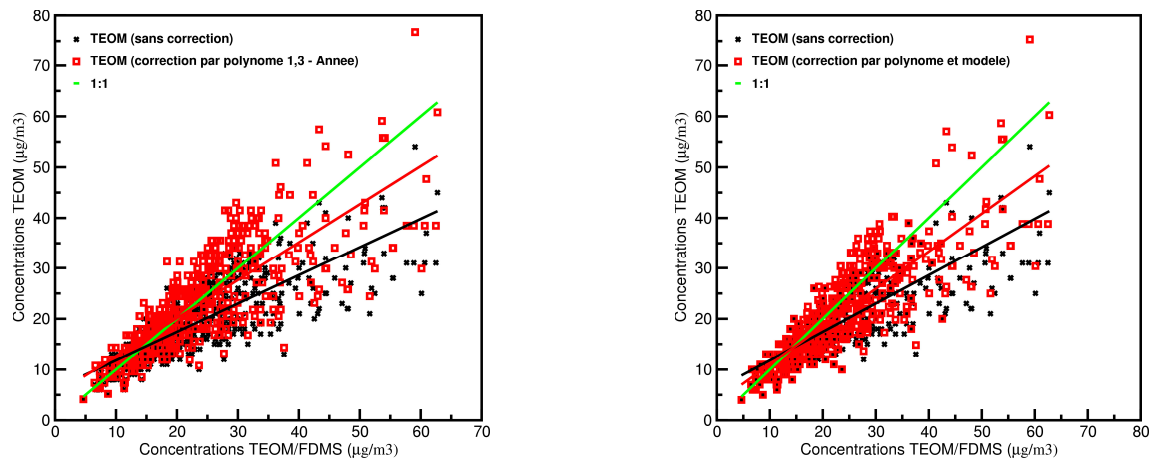 80
70
60
50
40
30
20
10
0
Concentrations TEOM (µg/m3)
TEOM (sans correction)
TEOM (correction par polynome 1,3 - Annee)
1:1
0 10 20 30 40 50 60 70
Concentrations TEOM/FDMS (µg/m3)
80
70
60
50
40
30
20
10
0
Concentrations TEOM (µg/m3)
TEOM (sans correction)
TEOM (correction par polynome et modele)
1:1
0 10 20 30 40 50 60 70 80
Concentrations TEOM/FDMS (µg/m3)